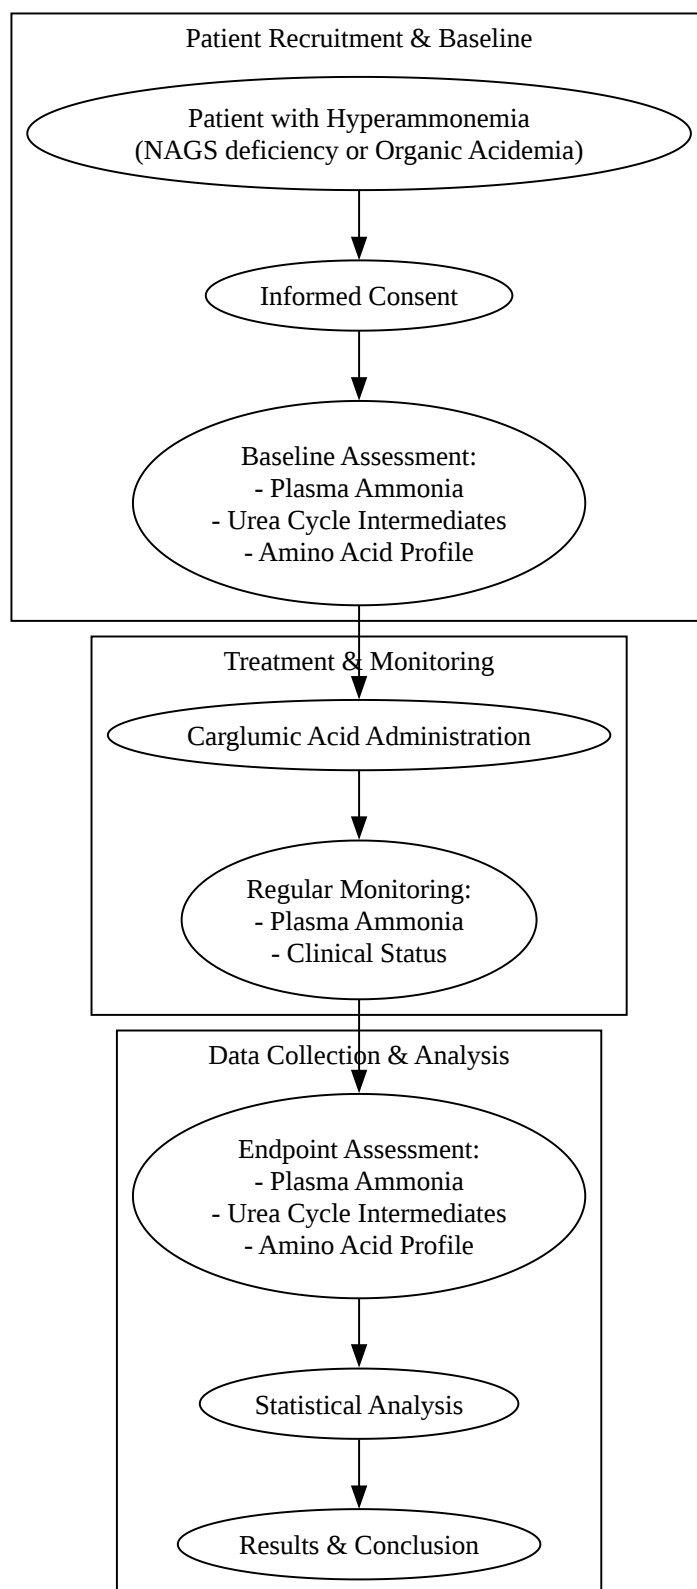 Patient Recruitment & Baseline
Patient with Hyperammonemia
(NAGS deficiency or Organic Acidemia)
Informed Consent
Baseline Assessment:
- Plasma Ammonia
- Urea Cycle Intermediates
- Amino Acid Profile
Treatment & Monitoring
Carglumic Acid Administration
Regular Monitoring:
- Plasma Ammonia
- Clinical Status
Data Collection & Analysis
Endpoint Assessment:
- Plasma Ammonia
- Urea Cycle Intermediates
- Amino Acid Profile
Statistical Analysis
Results & Conclusion